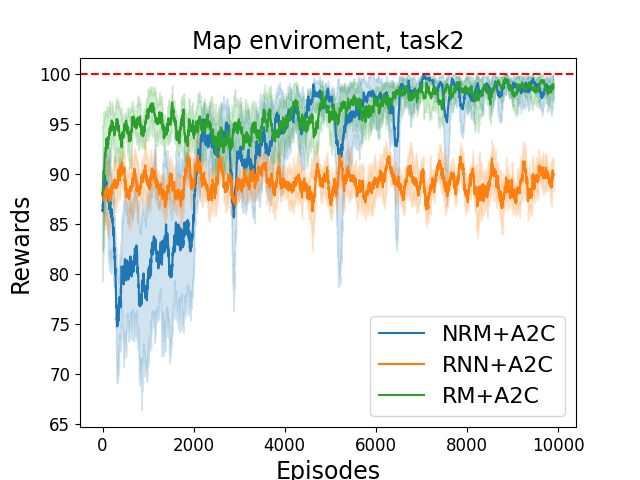 Map enviroment, task2
100
95
90
85
80
75
70
65
Rewards
0 2000 4000 6000 8000 10000
Episodes
NRM+A2C
RNN+A2C
RM+A2C